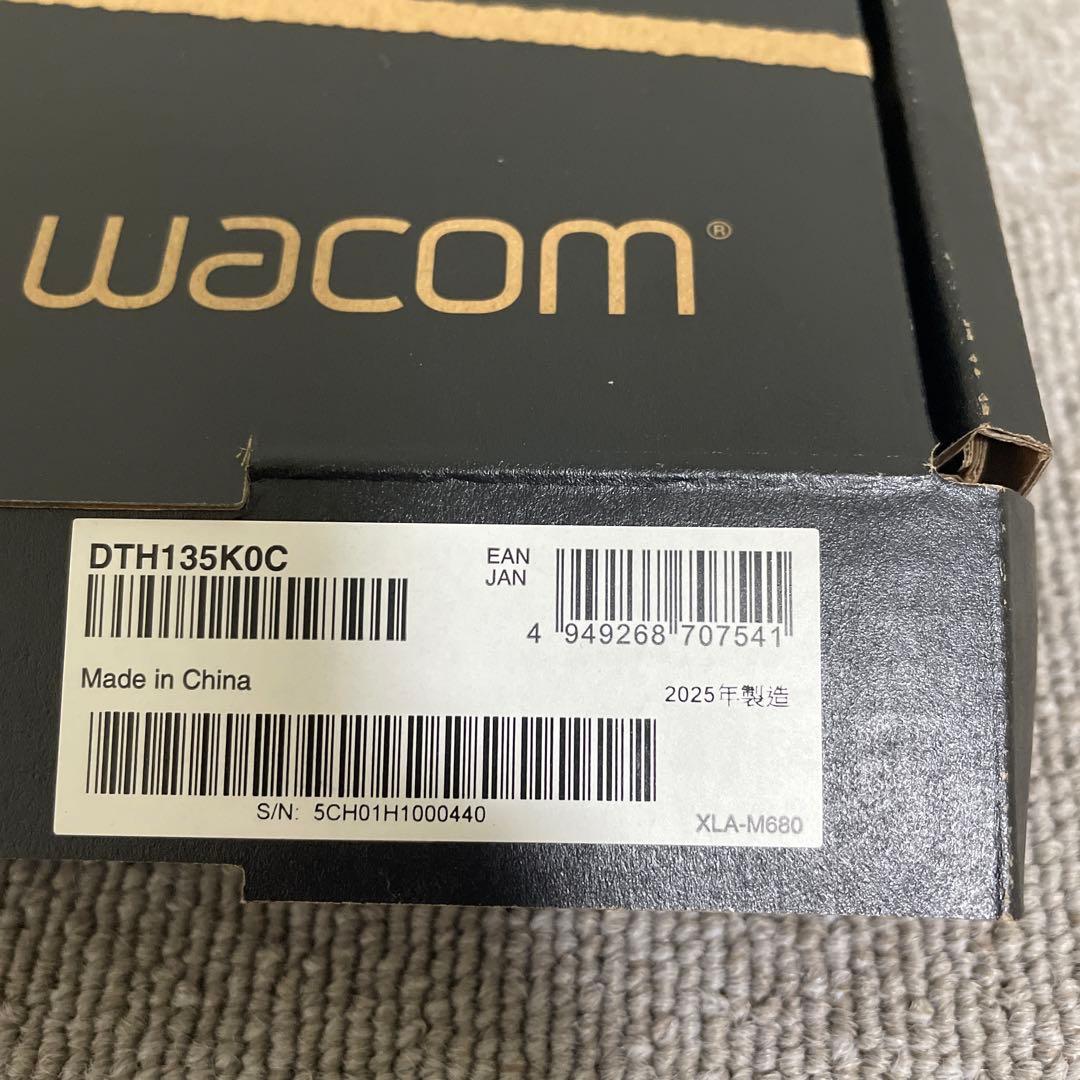 wacom®
DTH135K0C
EAN
JAN
4 949268 707541
Made in China
2025年製造
S/N: 5CH01H1000440
XLA-M680